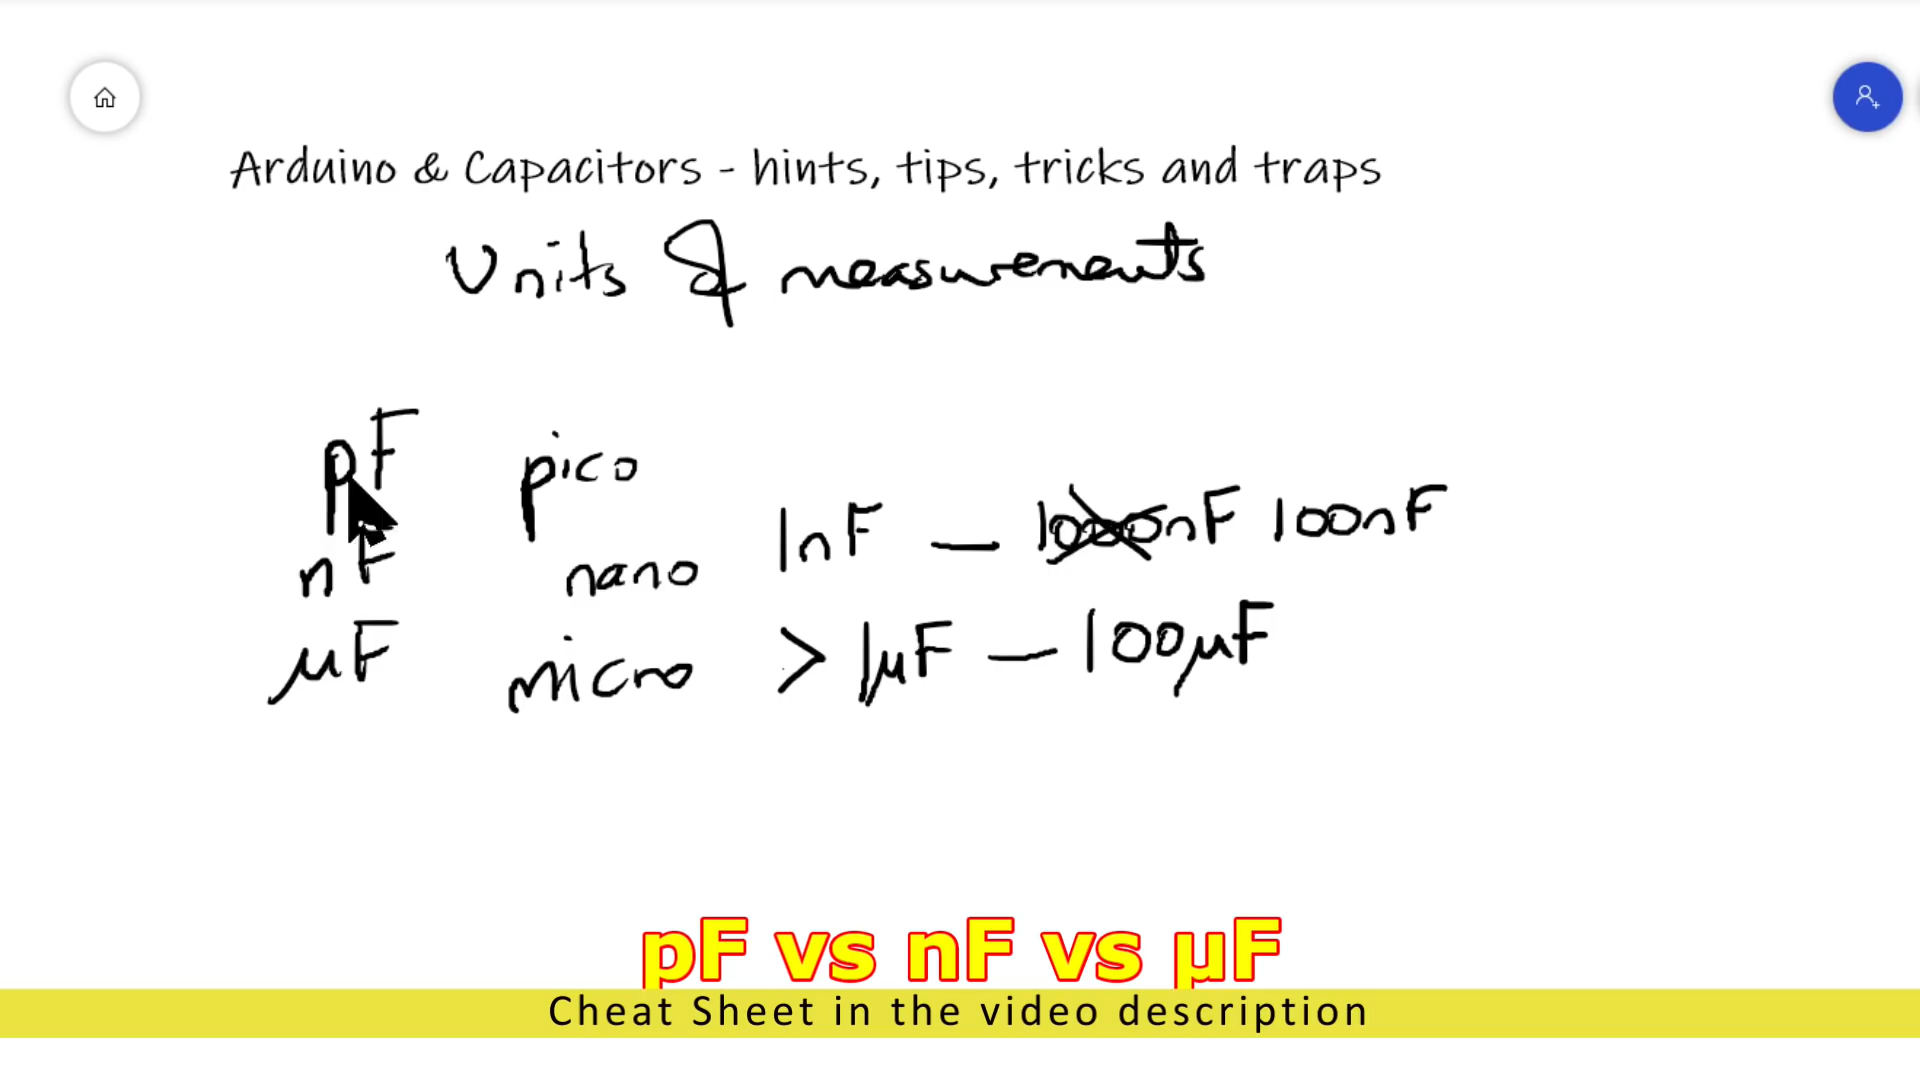 Arduino & Capacitors - hints, tips, tricks and traps
Units & measurements
pF pico
nF nano 1nF — 1000nF 100nF
µF micro > 1µF — 100µF
pF vs nF vs µF
Cheat Sheet in the video description